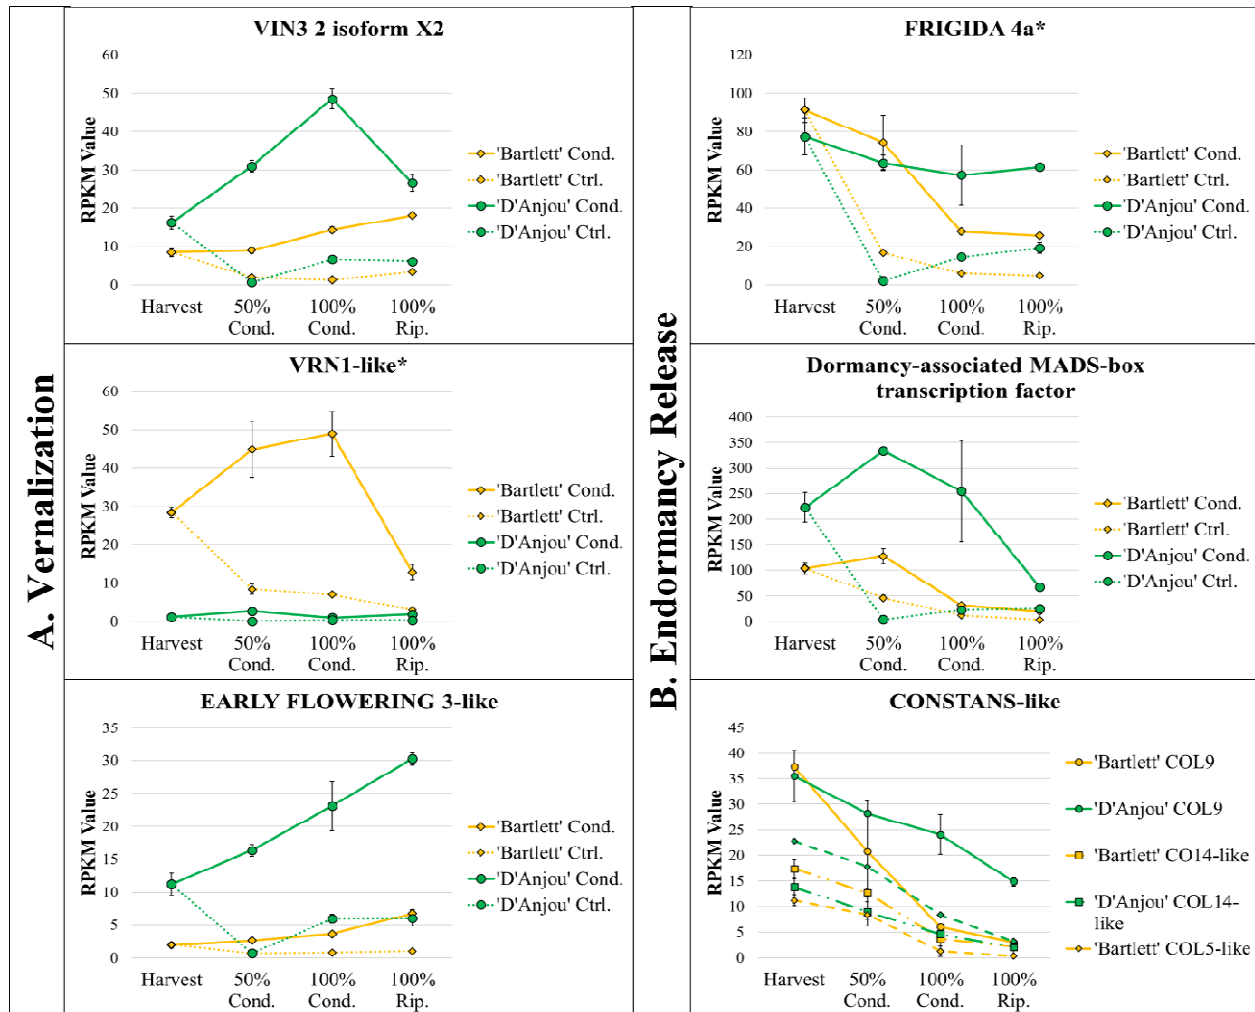 A. Vernalization
VIN3 2 isoform X2
RPKM Value
60
50
40
30
20
10
0
Harvest
50% Cond.
100% Cond.
100% Rip.
'Bartlett' Cond.
'Bartlett' Ctrl.
'D'Anjou' Cond.
'D'Anjou' Ctrl.
VRN1-like*
RPKM Value
60
50
40
30
20
10
0
Harvest
50% Cond.
100% Cond.
100% Rip.
'Bartlett' Cond.
'Bartlett' Ctrl.
'D'Anjou' Cond.
'D'Anjou' Ctrl.
EARLY FLOWERING 3-like
RPKM Value
35
30
25
20
15
10
5
0
Harvest
50% Cond.
100% Cond.
100% Rip.
'Bartlett' Cond.
'Bartlett' Ctrl.
'D'Anjou' Cond.
'D'Anjou' Ctrl.
B. Endormancy Release
FRIGIDA 4a*
RPKM Value
120
100
80
60
40
20
0
Harvest
50% Cond.
100% Cond.
100% Rip.
'Bartlett' Cond.
'Bartlett' Ctrl.
'D'Anjou' Cond.
'D'Anjou' Ctrl.
Dormancy-associated MADS-box
transcription factor
RPKM Value
400
350
300
250
200
150
100
50
0
Harvest
50% Cond.
100% Cond.
100% Rip.
'Bartlett' Cond.
'Bartlett' Ctrl.
'D'Anjou' Cond.
'D'Anjou' Ctrl.
CONSTANS-like
RPKM Value
45
40
35
30
25
20
15
10
5
0
Harvest
50% Cond.
100% Cond.
100% Rip.
'Bartlett' COL9
'D'Anjou' COL9
'Bartlett' CO14-like
'D'Anjou' COL14-
like
'Bartlett' COL5-like